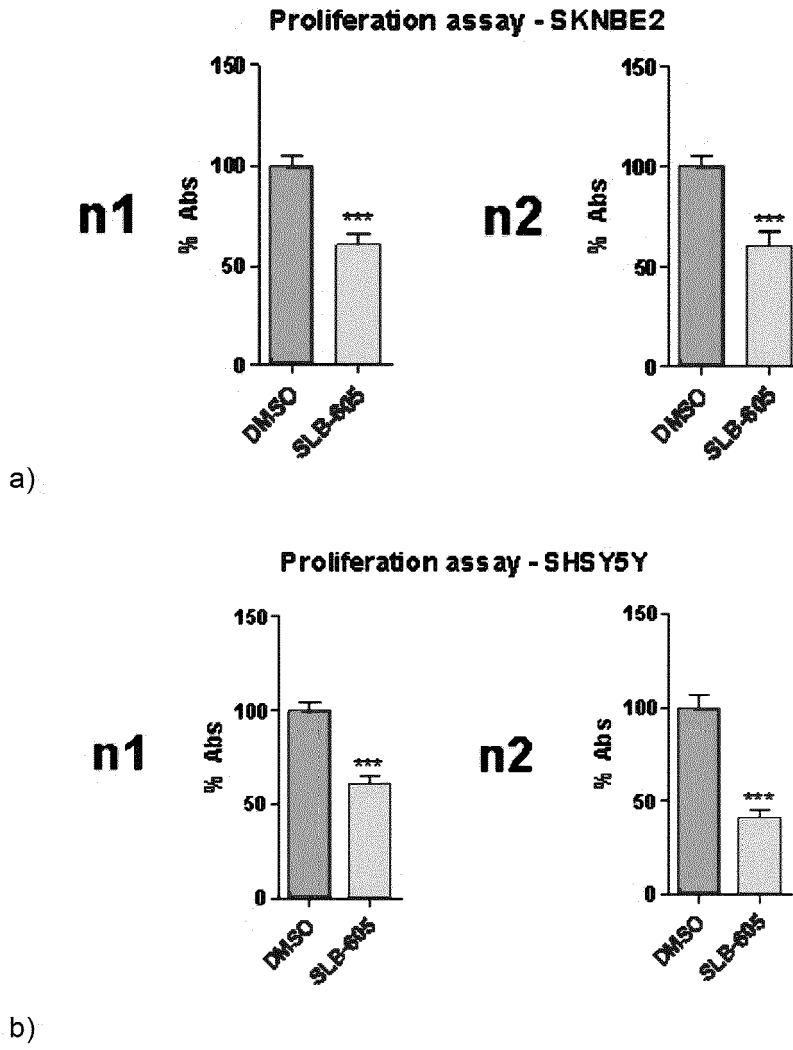 Proliferation assay - SKNBE2
n1
% Abs
150
100
50
0
***
DMSO
SLB-605
n2
% Abs
150
100
50
0
***
DMSO
SLB-605
a)
Proliferation assay - SHSY5Y
n1
% Abs
150
100
50
0
***
DMSO
SLB-605
n2
% Abs
150
100
50
0
***
DMSO
SLB-605
b)